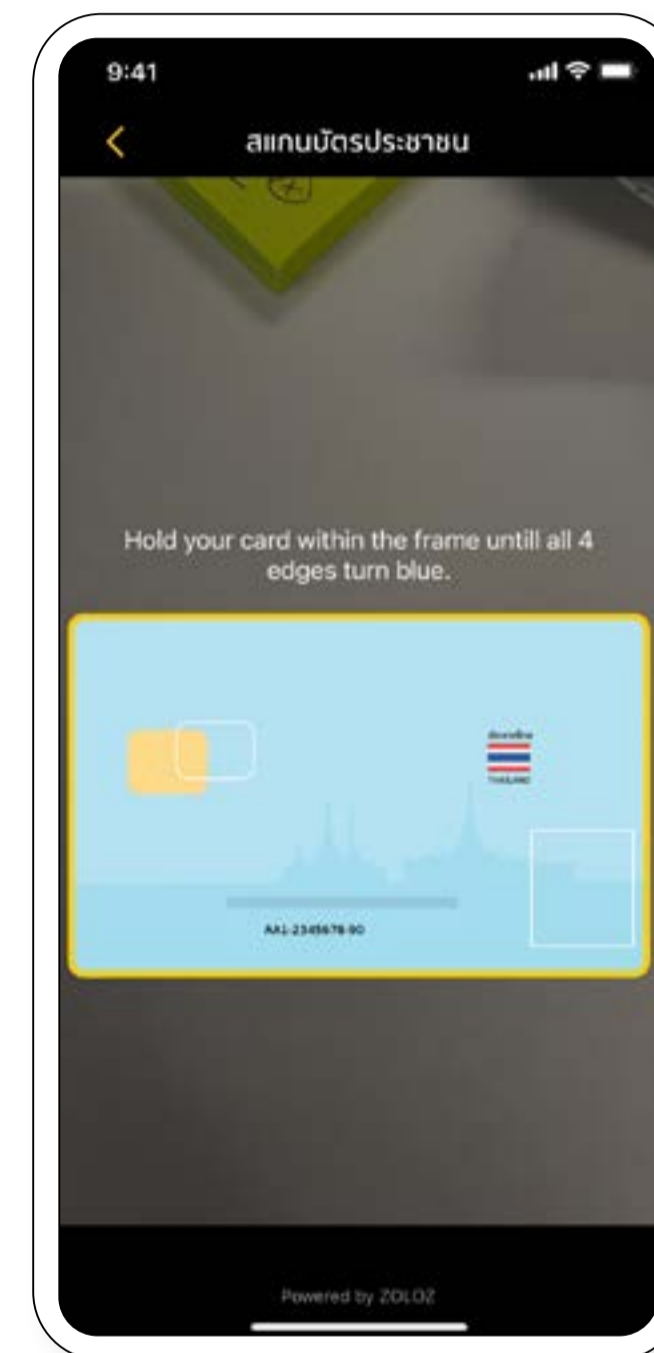 9:41
สแกนบัตรประชาชน
Hold your card within the frame untill all 4
edges turn blue.
THAILAND
AA1-2345678-90
Powered by ZOLOZ